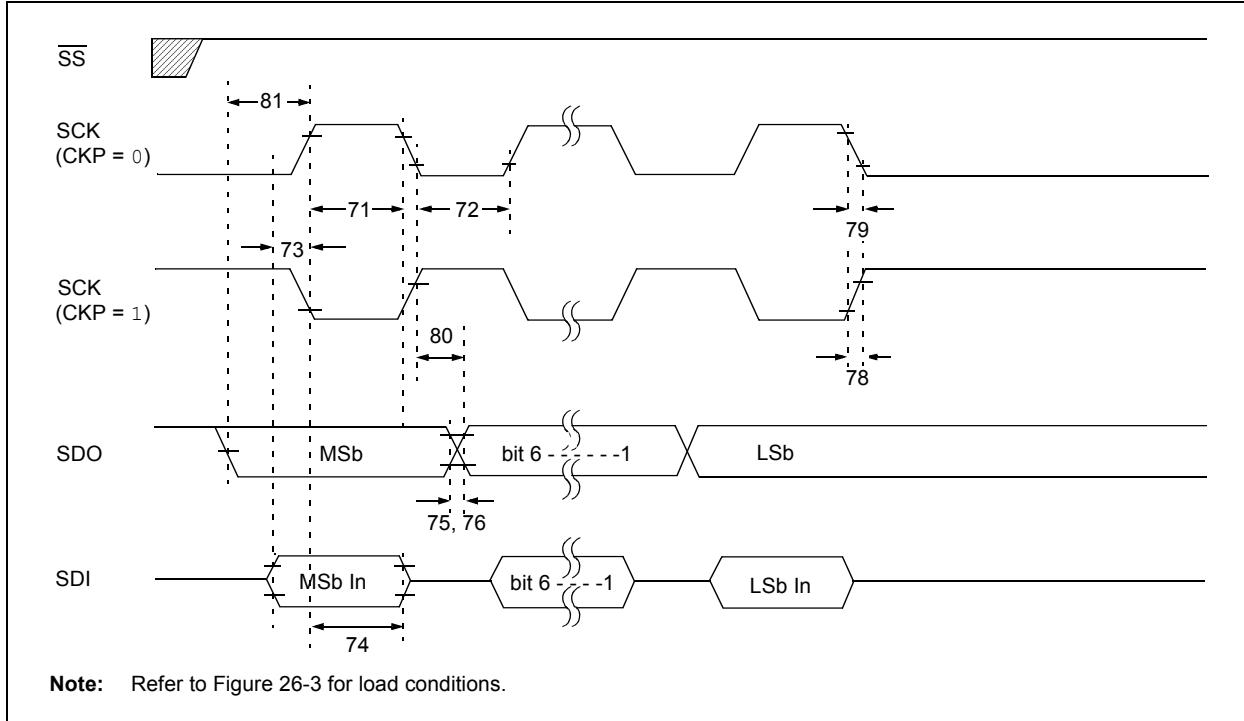 SS
81
SCK
(CKP = 0)
71
72
79
73
SCK
(CKP = 1)
80
78
SDO
MSb
bit 6 - - - - - -1
LSb
75, 76
SDI
MSb In
bit 6 - - - -1
LSb In
74
Note: Refer to Figure 26-3 for load conditions.